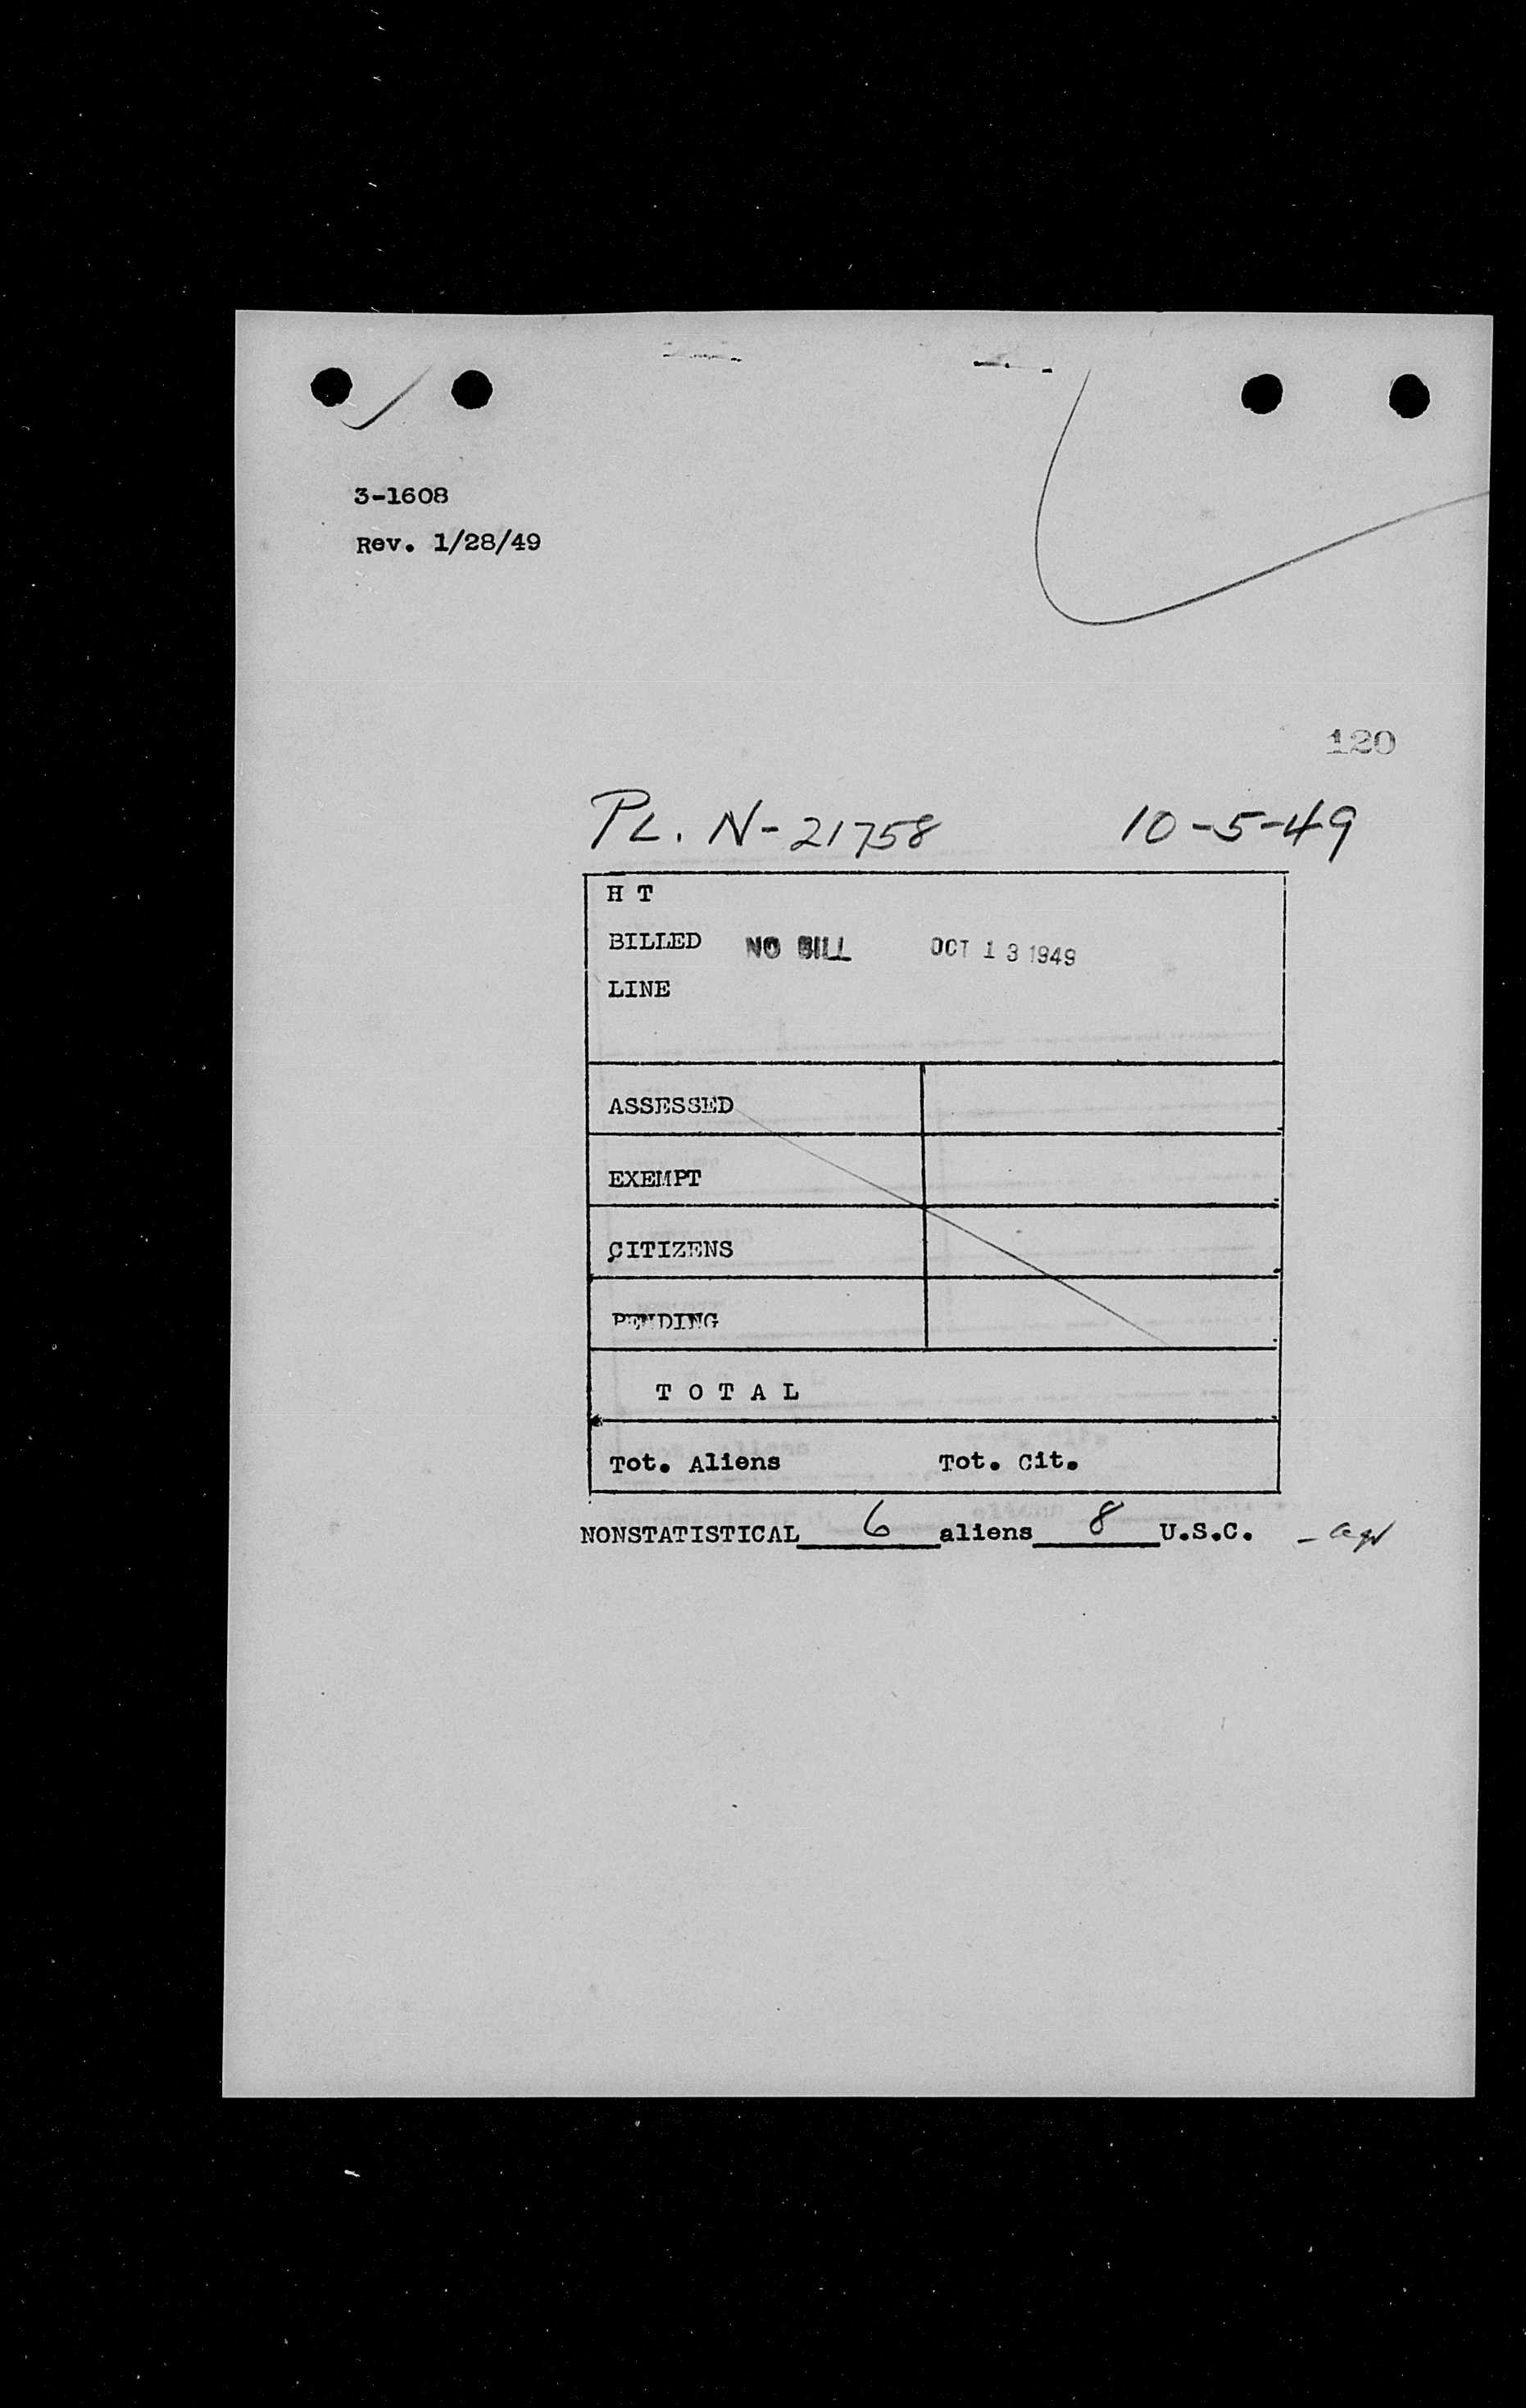 3-1608
Rev. 1/28/49
120
PL. N-21758 10-5-49
H T
BILLED NO BILL OCT 13 1949
LINE
ASSESSED
EXEMPT
CITIZENS
PENDING
T O T A L
Tot. Aliens Tot. Cit.
NONSTATISTICAL 6 aliens 8 U.S.C.